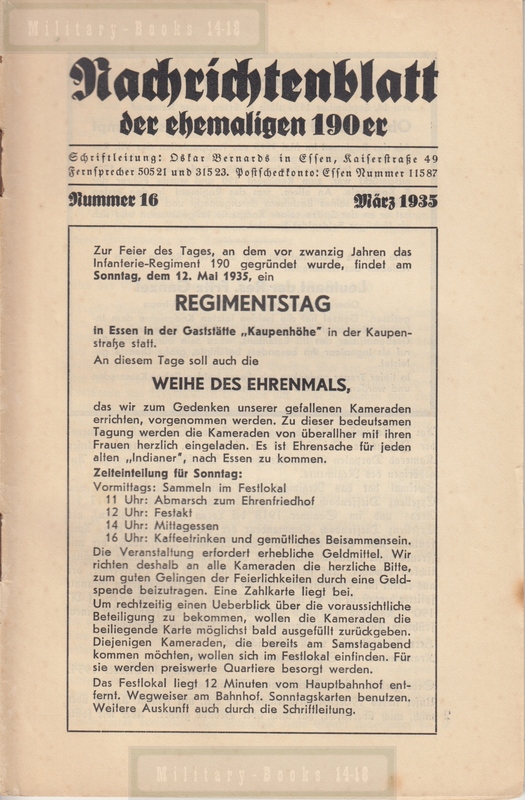 Military-Books 14-18
Nachrichtenblatt
der ehemaligen 190er
Schriftleitung: Oskar Bernards in Essen, Kaiserstraße 49
Fernsprecher 50521 und 31523. Postscheckkonto: Essen Nummer 11587
Nummer 16 März 1935
Zur Feier des Tages, an dem vor zwanzig Jahren das
Infanterie-Regiment 190 gegründet wurde, findet am
Sonntag, dem 12. Mai 1935, ein
REGIMENTSTAG
in Essen in der Gaststätte „Kaupenhöhe" in der Kaupen-
straße statt.
An diesem Tage soll auch die
WEIHE DES EHRENMALS,
das wir zum Gedenken unserer gefallenen Kameraden
errichten, vorgenommen werden. Zu dieser bedeutsamen
Tagung werden die Kameraden von überallher mit ihren
Frauen herzlich eingeladen. Es ist Ehrensache für jeden
alten „Indianer", nach Essen zu kommen.
Zeiteinteilung für Sonntag:
Vormittags: Sammeln im Festlokal
11 Uhr: Abmarsch zum Ehrenfriedhof
12 Uhr: Festakt
14 Uhr: Mittagessen
16 Uhr: Kaffeetrinken und gemütliches Beisammensein.
Die Veranstaltung erfordert erhebliche Geldmittel. Wir
richten deshalb an alle Kameraden die herzliche Bitte,
zum guten Gelingen der Feierlichkeiten durch eine Geld-
spende beizutragen. Eine Zahlkarte liegt bei.
Um rechtzeitig einen Ueberblick über die voraussichtliche
Beteiligung zu bekommen, wollen die Kameraden die
beiliegende Karte möglichst bald ausgefüllt zurückgeben.
Diejenigen Kameraden, die bereits am Samstagabend
kommen möchten, wollen sich im Festlokal einfinden. Für
sie werden preiswerte Quartiere besorgt werden.
Das Festlokal liegt 12 Minuten vom Hauptbahnhof ent-
fernt. Wegweiser am Bahnhof. Sonntagskarten benutzen.
Weitere Auskunft auch durch die Schriftleitung.
Military-Books 14-18